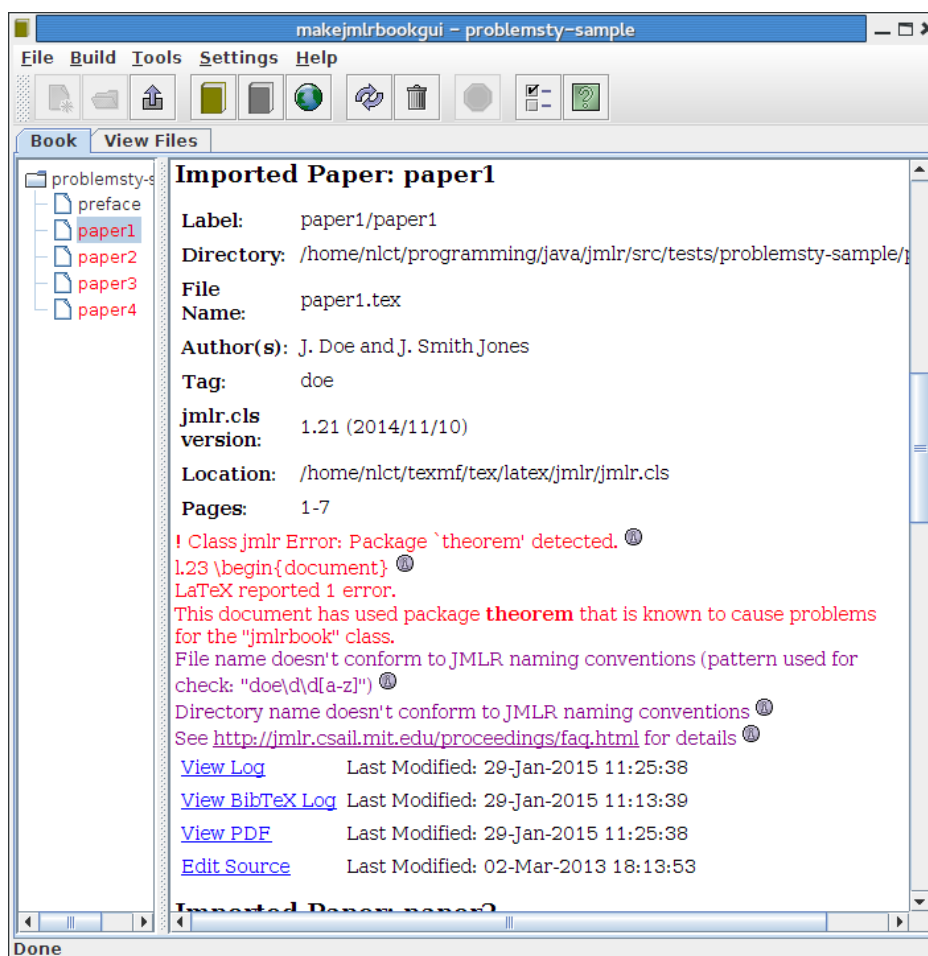 makejmlrbookgui – problemsty-sample
File Build Tools Settings Help
Book View Files
problemsty-s
preface
paper1
paper2
paper3
paper4
Imported Paper: paper1
Label: paper1/paper1
Directory: /home/nlct/programming/java/jmlr/src/tests/problemsty-sample/p
File
Name: paper1.tex
Author(s): J. Doe and J. Smith Jones
Tag: doe
jmlr.cls
version: 1.21 (2014/11/10)
Location: /home/nlct/texmf/tex/latex/jmlr/jmlr.cls
Pages: 1-7
! Class jmlr Error: Package `theorem' detected.
l.23 \begin{document}
LaTeX reported 1 error.
This document has used package theorem that is known to cause problems
for the "jmlrbook" class.
File name doesn't conform to JMLR naming conventions (pattern used for
check: "doe\d\d[a-z]")
Directory name doesn't conform to JMLR naming conventions
See http://jmlr.csail.mit.edu/proceedings/faq.html for details
View Log Last Modified: 29-Jan-2015 11:25:38
View BibTeX Log Last Modified: 29-Jan-2015 11:13:39
View PDF Last Modified: 29-Jan-2015 11:25:38
Edit Source Last Modified: 02-Mar-2013 18:13:53
Imported Paper: paper2
Done